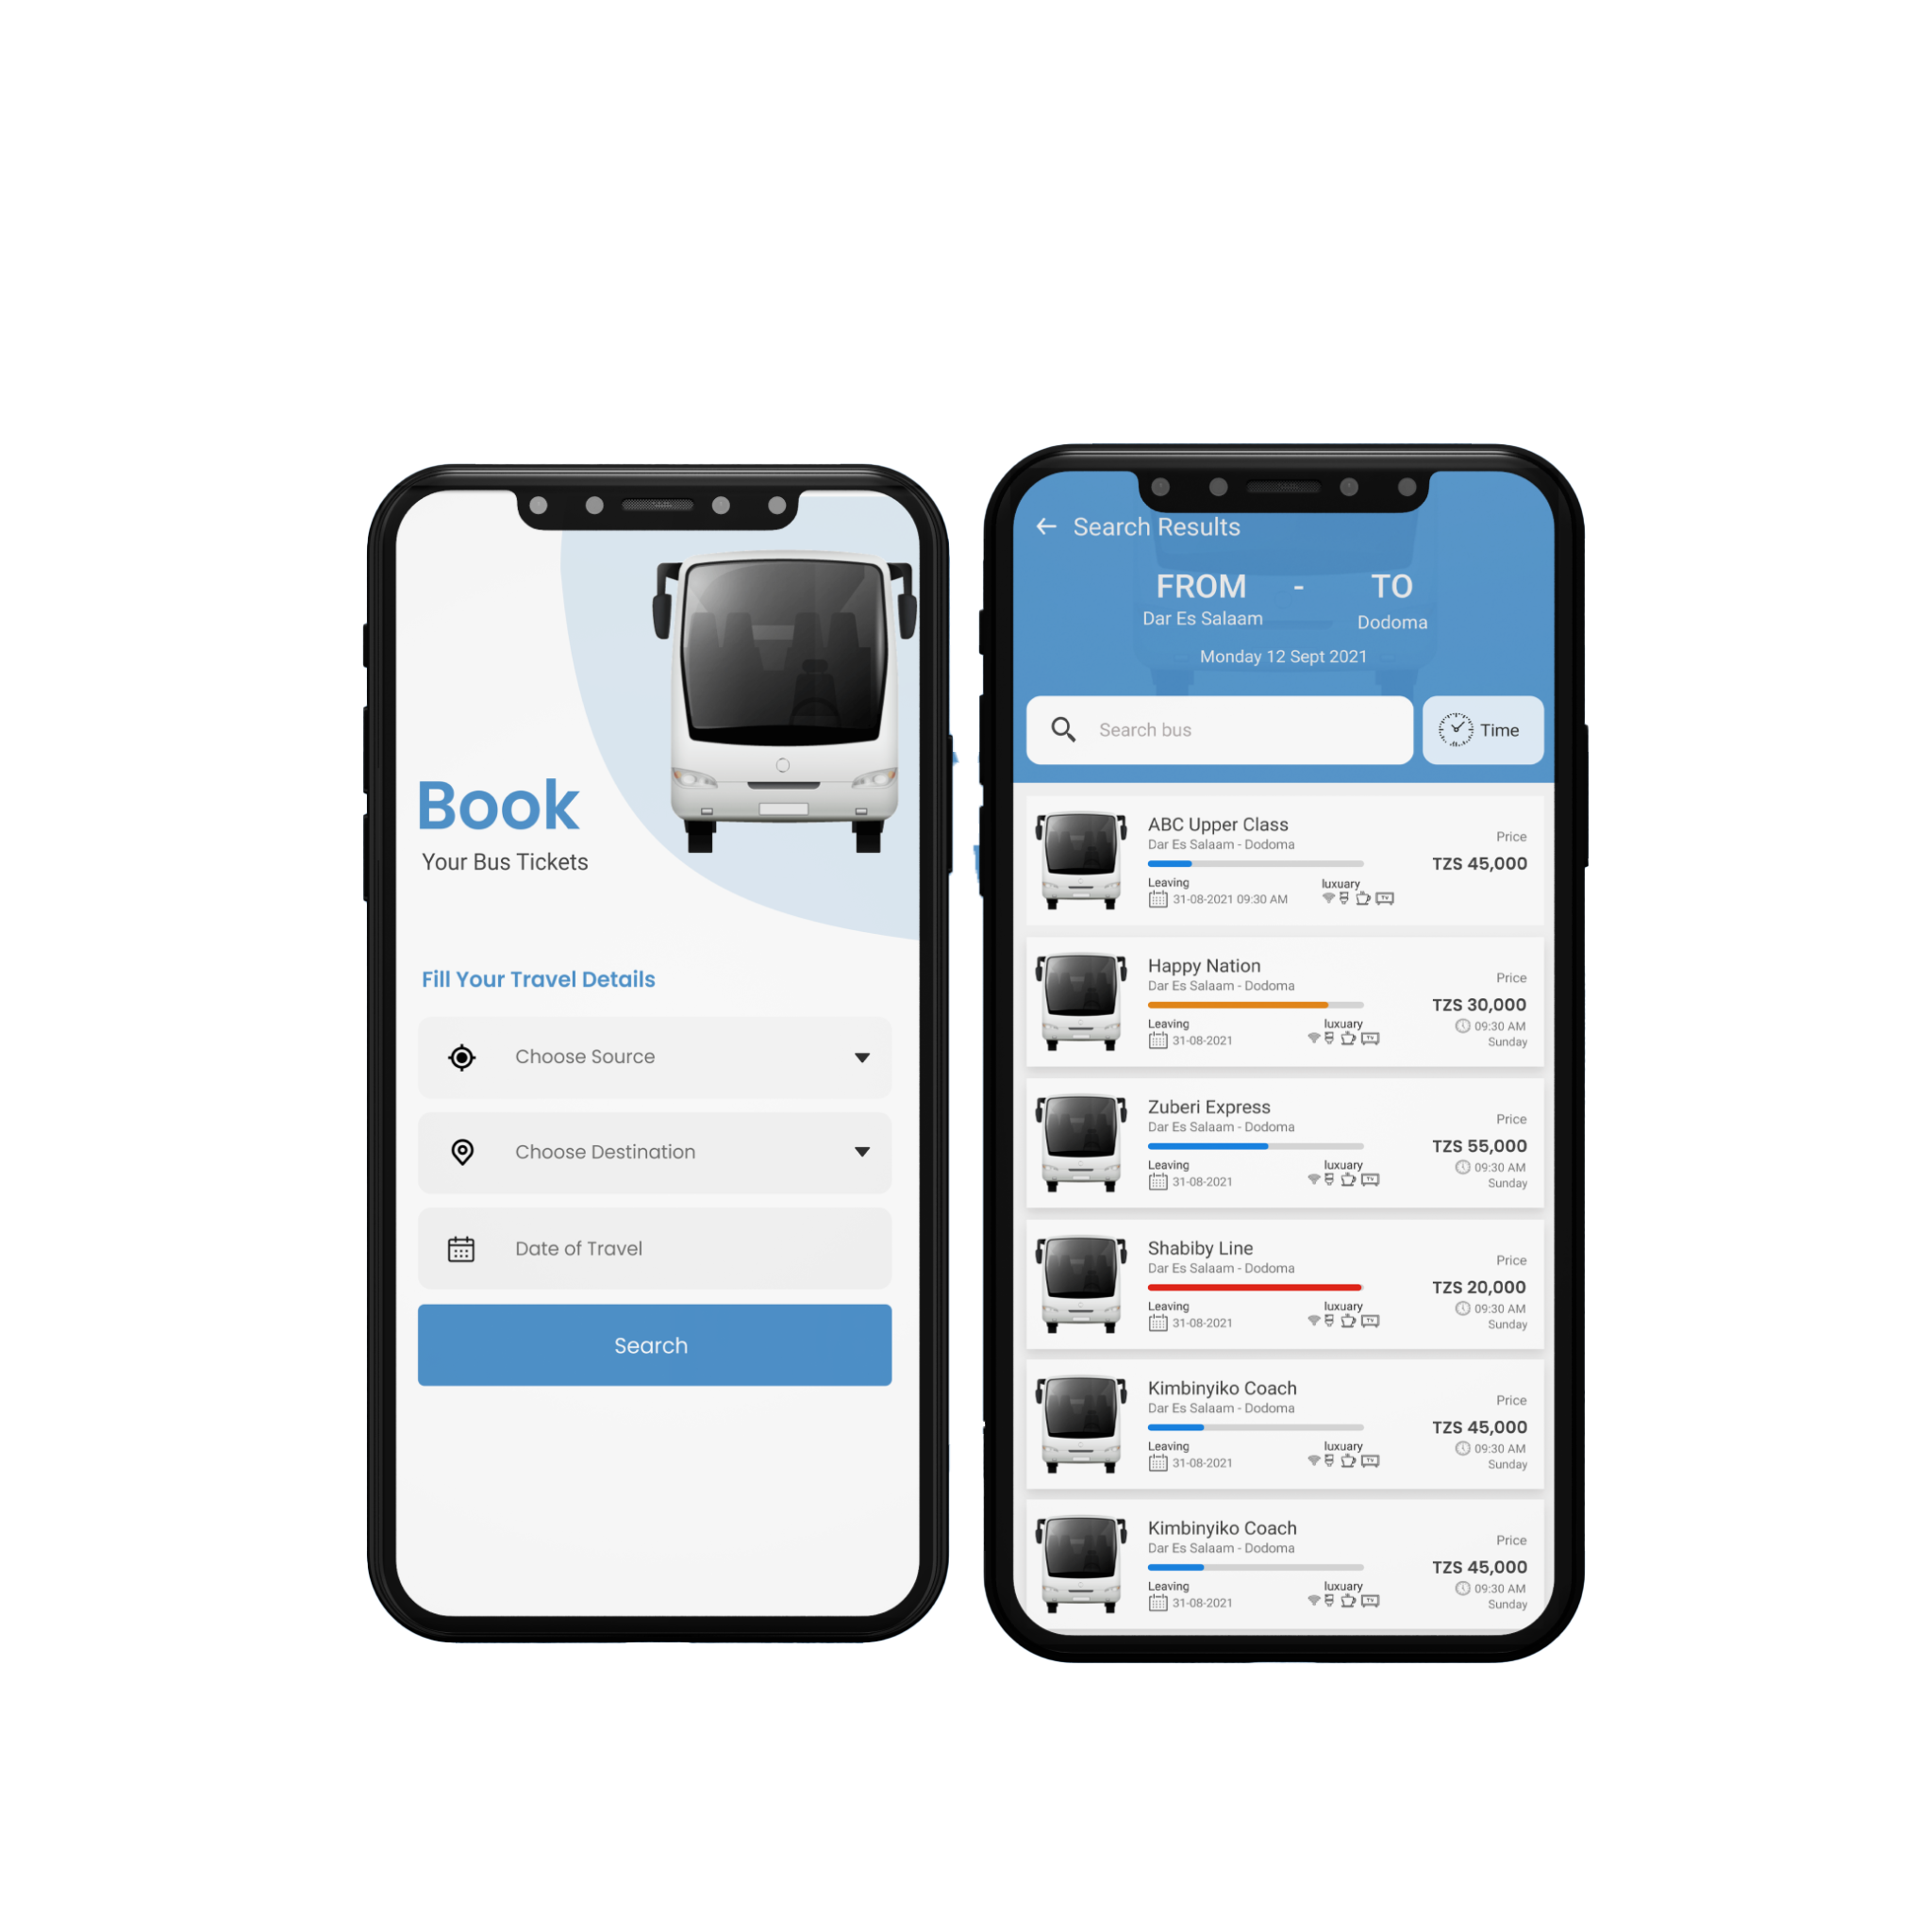 Book
Your Bus Tickets
Fill Your Travel Details
Choose Source
Choose Destination
Date of Travel
Search
Search Results
FROM - TO
Dar Es Salaam Dodoma
Monday 12 Sept 2021
Search bus Time
ABC Upper Class
Dar Es Salaam - Dodoma
Price
TZS 45,000
Leaving luxuary
31-08-2021 09:30 AM TV
Happy Nation
Dar Es Salaam - Dodoma
Price
TZS 30,000
Leaving luxuary
31-08-2021 TV
09:30 AM
Sunday
Zuberi Express
Dar Es Salaam - Dodoma
Price
TZS 55,000
Leaving luxuary
31-08-2021 TV
09:30 AM
Sunday
Shabiby Line
Dar Es Salaam - Dodoma
Price
TZS 20,000
Leaving luxuary
31-08-2021 TV
09:30 AM
Sunday
Kimbinyiko Coach
Dar Es Salaam - Dodoma
Price
TZS 45,000
Leaving luxuary
31-08-2021 TV
09:30 AM
Sunday
Kimbinyiko Coach
Dar Es Salaam - Dodoma
Price
TZS 45,000
Leaving luxuary
31-08-2021 TV
09:30 AM
Sunday